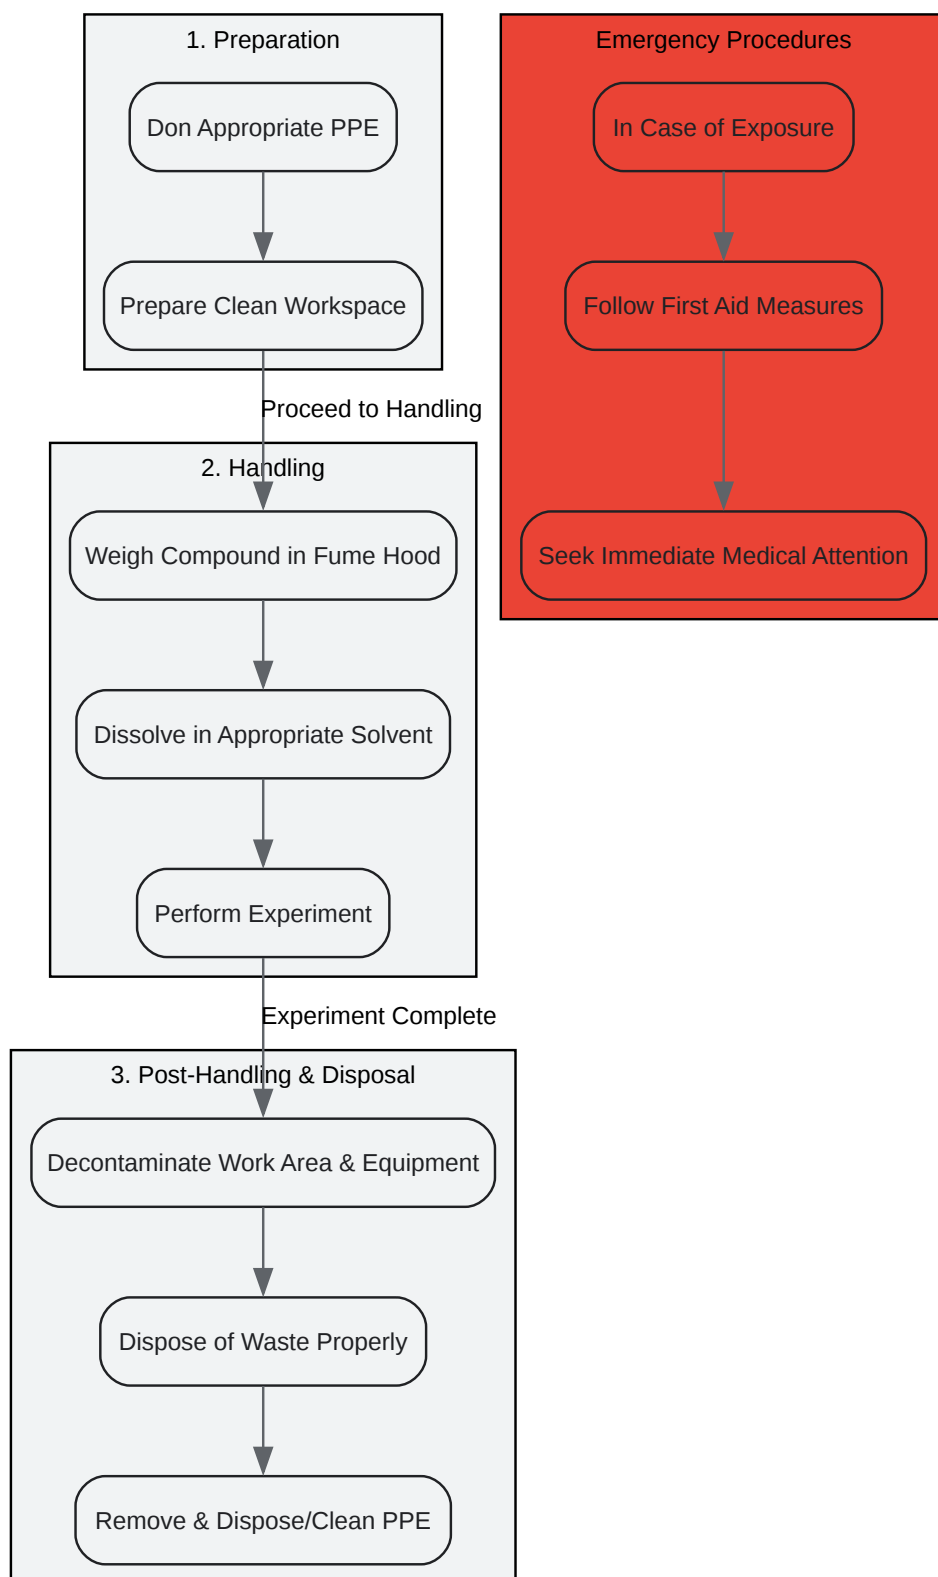 1. Preparation
Don Appropriate PPE
Prepare Clean Workspace
Proceed to Handling
2. Handling
Weigh Compound in Fume Hood
Dissolve in Appropriate Solvent
Perform Experiment
Experiment Complete
3. Post-Handling & Disposal
Decontaminate Work Area & Equipment
Dispose of Waste Properly
Remove & Dispose/Clean PPE
Emergency Procedures
In Case of Exposure
Follow First Aid Measures
Seek Immediate Medical Attention